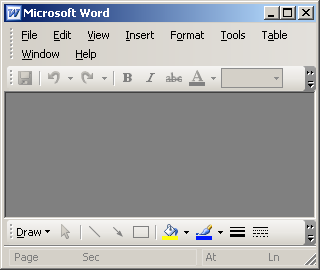 Microsoft Word
File Edit View Insert Format Tools Table
Window Help
B I abc A
Draw
Page Sec At Ln